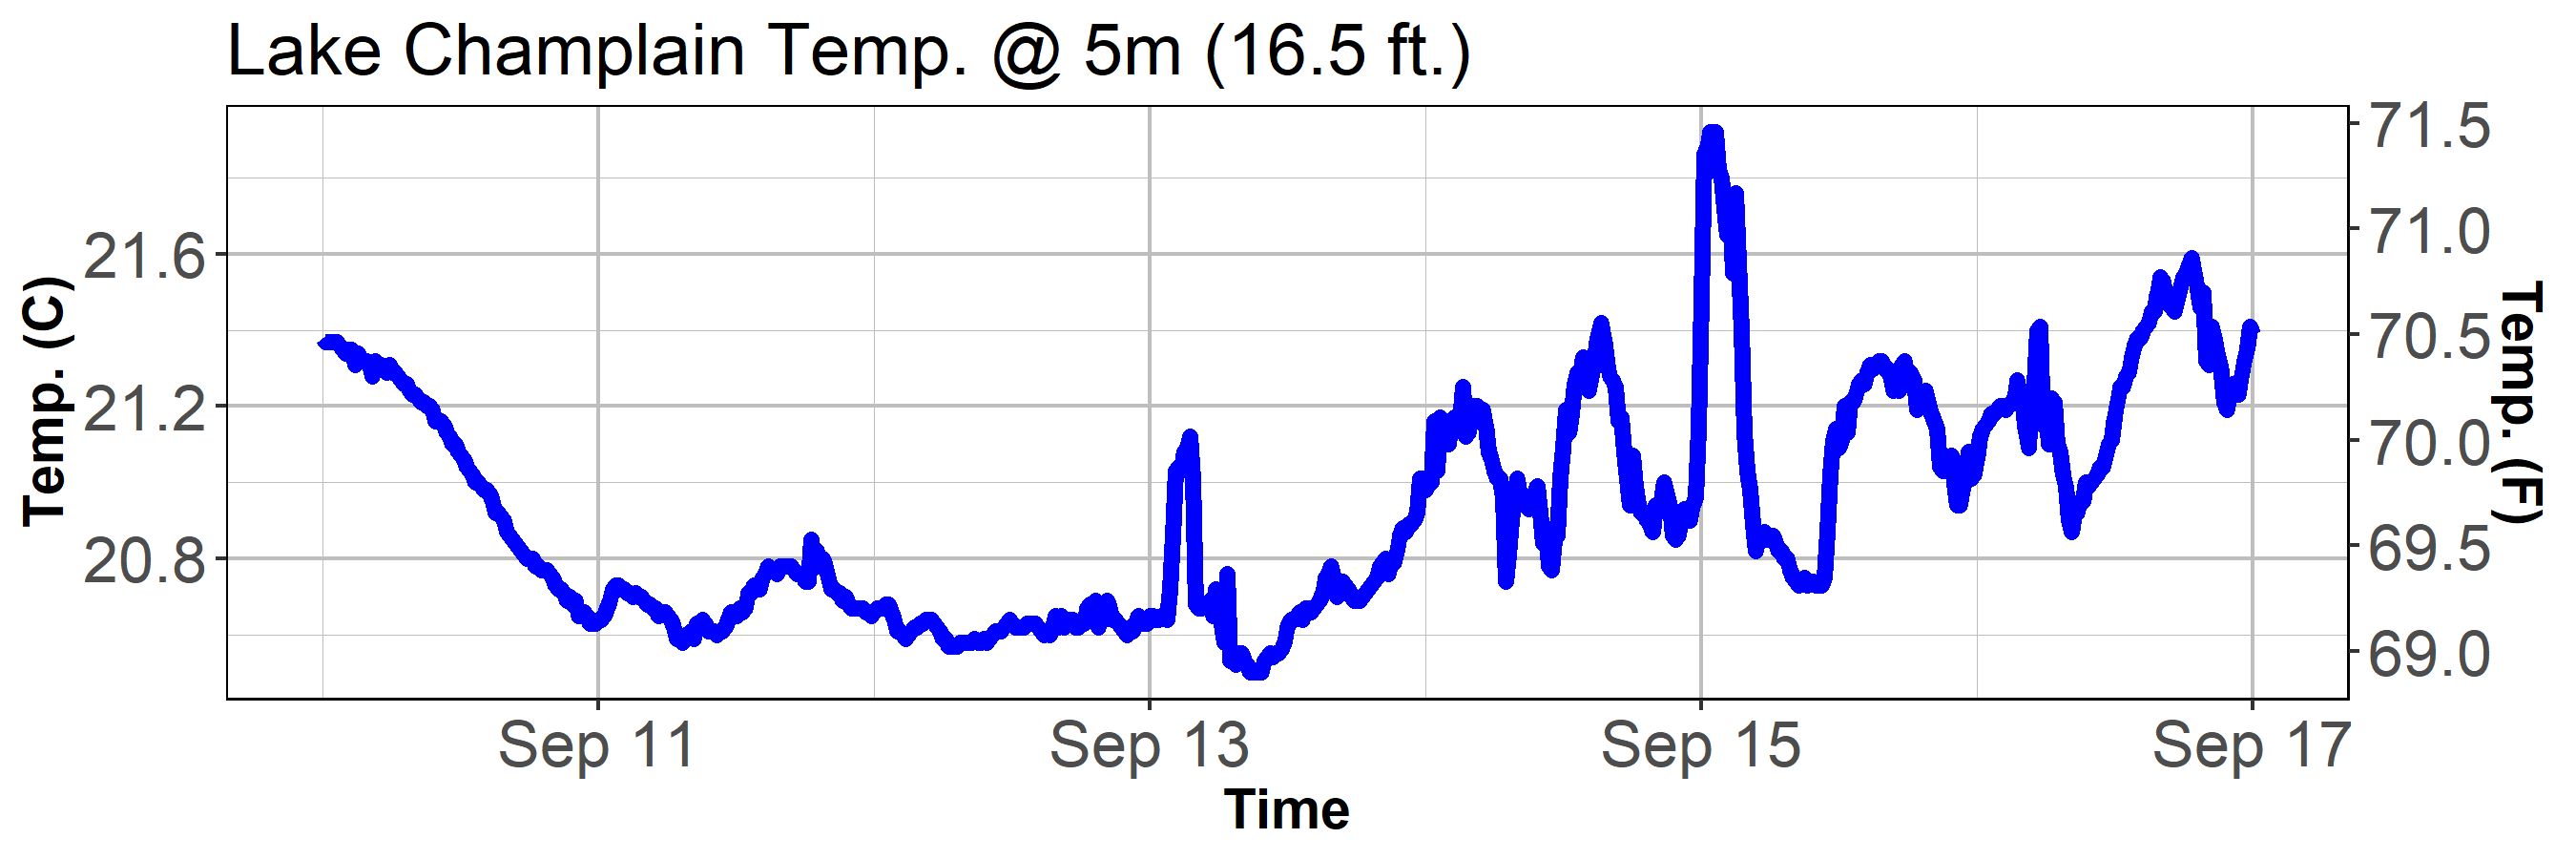 Lake Champlain Temp. @ 5m (16.5 ft.)
Temp. (C)
21.6
21.2
20.8
71.5
71.0
70.5
70.0
69.5
69.0
Temp. (F)
Sep 11
Sep 13
Sep 15
Sep 17
Time